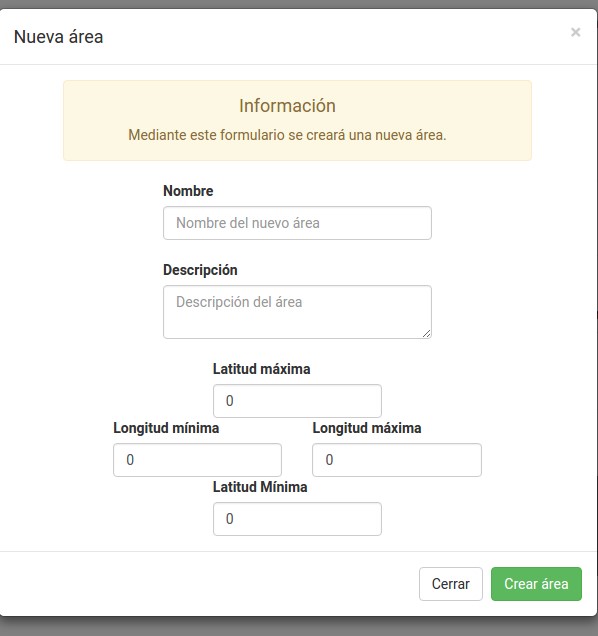 Nueva área
×
Información
Mediante este formulario se creará una nueva área.
Nombre
Nombre del nuevo área
Descripción
Descripción del área
Latitud máxima
0
Longitud mínima
Longitud máxima
0
0
Latitud Mínima
0
Cerrar
Crear área